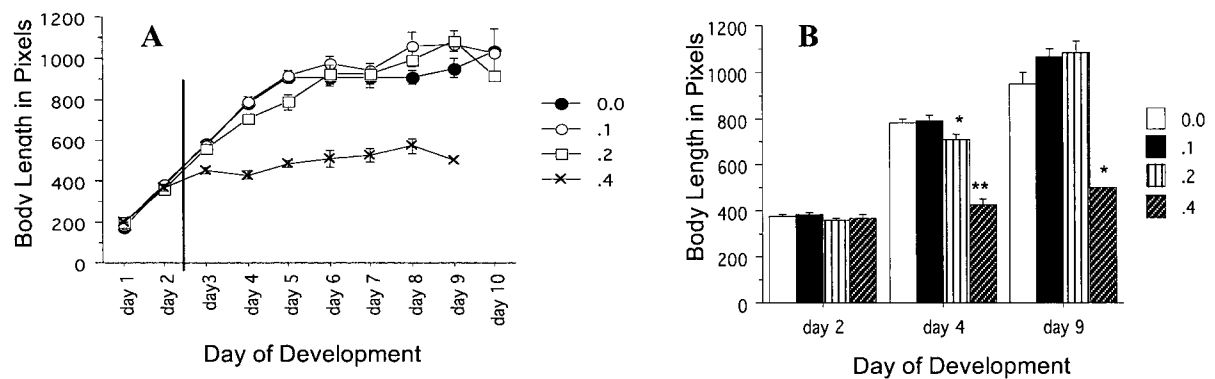 A
Body Length in Pixels
1200
1000
800
600
400
200
0
day 1
day 2
day3
day 4
day 5
day 6
day 7
day 8
day 9
day 10
Day of Development
0.0
.1
.2
.4
B
Body Length in Pixels
1200
1000
800
600
400
200
0
*
**
*
day 2
day 4
day 9
Day of Development
0.0
.1
.2
.4